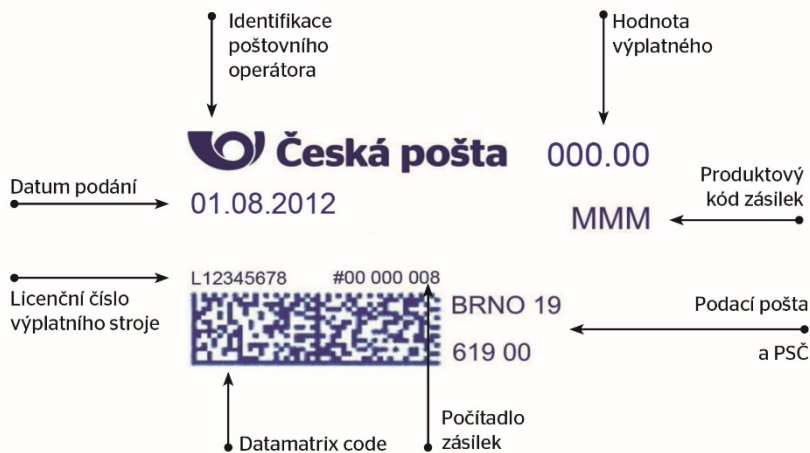 Identifikace
poštovního
operátora
Hodnota
výplatného
Česká pošta
000.00
Datum podání
01.08.2012
Produktový
kód zásilek
MMM
L12345678
#00 000 008
Licenční číslo
výplatního stroje
BRNO 19
619 00
Podací pošta
a PSČ
Datamatrix code
Počítadlo
zásilek